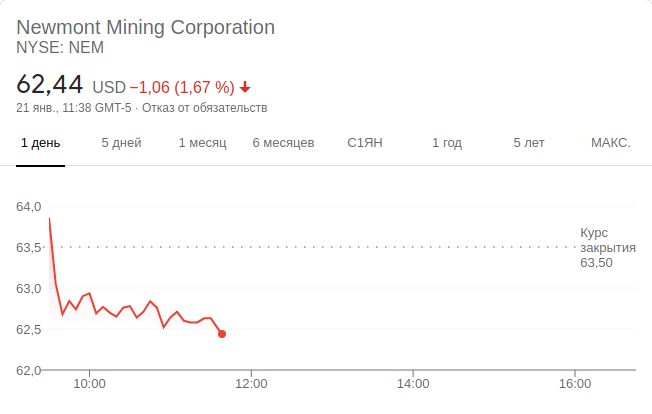 Newmont Mining Corporation
NYSE: NEM
62,44 USD −1,06 (1,67 %)
21 янв., 11:38 GMT-5 · Отказ от обязательств
1 день 5 дней 1 месяц 6 месяцев С1ЯН 1 год 5 лет МАКС.
64,0
Курс
63,5 закрытия
63,50
63,0
62,5
62,0
10:00 12:00 14:00 16:00